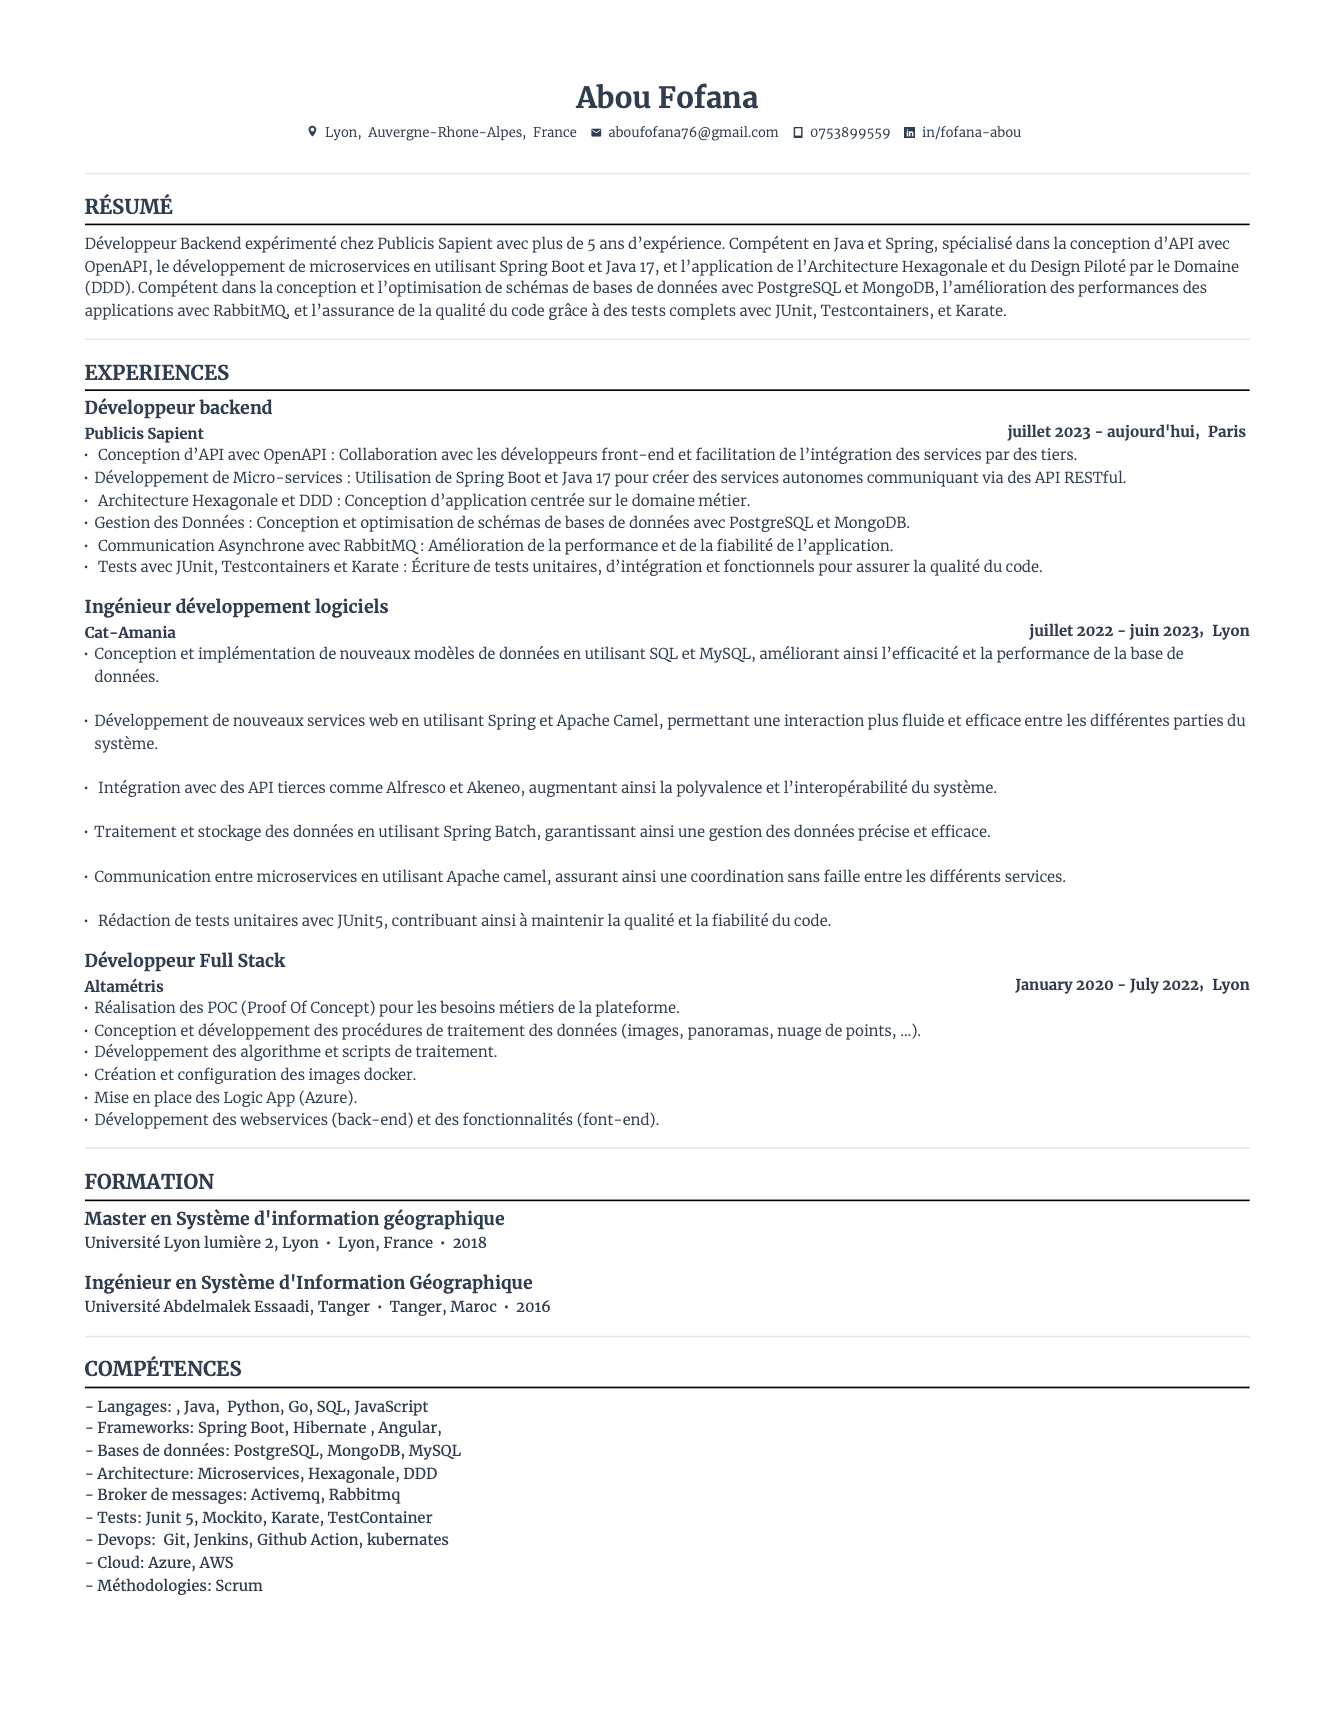 Abou Fofana
Lyon, Auvergne-Rhone-Alpes, France aboufofana76@gmail.com 0753899559 in/fofana-abou
RÉSUMÉ
Développeur Backend expérimenté chez Publicis Sapient avec plus de 5 ans d’expérience. Compétent en Java et Spring, spécialisé dans la conception d’API avec
OpenAPI, le développement de microservices en utilisant Spring Boot et Java 17, et l’application de l’Architecture Hexagonale et du Design Piloté par le Domaine
(DDD). Compétent dans la conception et l’optimisation de schémas de bases de données avec PostgreSQL et MongoDB, l’amélioration des performances des
applications avec RabbitMQ, et l’assurance de la qualité du code grâce à des tests complets avec JUnit, Testcontainers, et Karate.
EXPERIENCES
Développeur backend
Publicis Sapient juillet 2023 - aujourd'hui, Paris
• Conception d’API avec OpenAPI : Collaboration avec les développeurs front-end et facilitation de l’intégration des services par des tiers.
• Développement de Micro-services : Utilisation de Spring Boot et Java 17 pour créer des services autonomes communiquant via des API RESTful.
• Architecture Hexagonale et DDD : Conception d’application centrée sur le domaine métier.
• Gestion des Données : Conception et optimisation de schémas de bases de données avec PostgreSQL et MongoDB.
• Communication Asynchrone avec RabbitMQ : Amélioration de la performance et de la fiabilité de l’application.
• Tests avec JUnit, Testcontainers et Karate : Écriture de tests unitaires, d’intégration et fonctionnels pour assurer la qualité du code.
Ingénieur développement logiciels
Cat-Amania juillet 2022 - juin 2023, Lyon
• Conception et implémentation de nouveaux modèles de données en utilisant SQL et MySQL, améliorant ainsi l’efficacité et la performance de la base de
données.
• Développement de nouveaux services web en utilisant Spring et Apache Camel, permettant une interaction plus fluide et efficace entre les différentes parties du
système.
• Intégration avec des API tierces comme Alfresco et Akeneo, augmentant ainsi la polyvalence et l’interopérabilité du système.
• Traitement et stockage des données en utilisant Spring Batch, garantissant ainsi une gestion des données précise et efficace.
• Communication entre microservices en utilisant Apache camel, assurant ainsi une coordination sans faille entre les différents services.
• Rédaction de tests unitaires avec JUnit5, contribuant ainsi à maintenir la qualité et la fiabilité du code.
Développeur Full Stack
Altamétris January 2020 - July 2022, Lyon
• Réalisation des POC (Proof Of Concept) pour les besoins métiers de la plateforme.
• Conception et développement des procédures de traitement des données (images, panoramas, nuage de points, ...).
• Développement des algorithme et scripts de traitement.
• Création et configuration des images docker.
• Mise en place des Logic App (Azure).
• Développement des webservices (back-end) et des fonctionnalités (font-end).
FORMATION
Master en Système d'information géographique
Université Lyon lumière 2, Lyon • Lyon, France • 2018
Ingénieur en Système d'Information Géographique
Université Abdelmalek Essaadi, Tanger • Tanger, Maroc • 2016
COMPÉTENCES
- Langages: , Java, Python, Go, SQL, JavaScript
- Frameworks: Spring Boot, Hibernate , Angular,
- Bases de données: PostgreSQL, MongoDB, MySQL
- Architecture: Microservices, Hexagonale, DDD
- Broker de messages: Activemq, Rabbitmq
- Tests: Junit 5, Mockito, Karate, TestContainer
- Devops: Git, Jenkins, Github Action, kubernates
- Cloud: Azure, AWS
- Méthodologies: Scrum